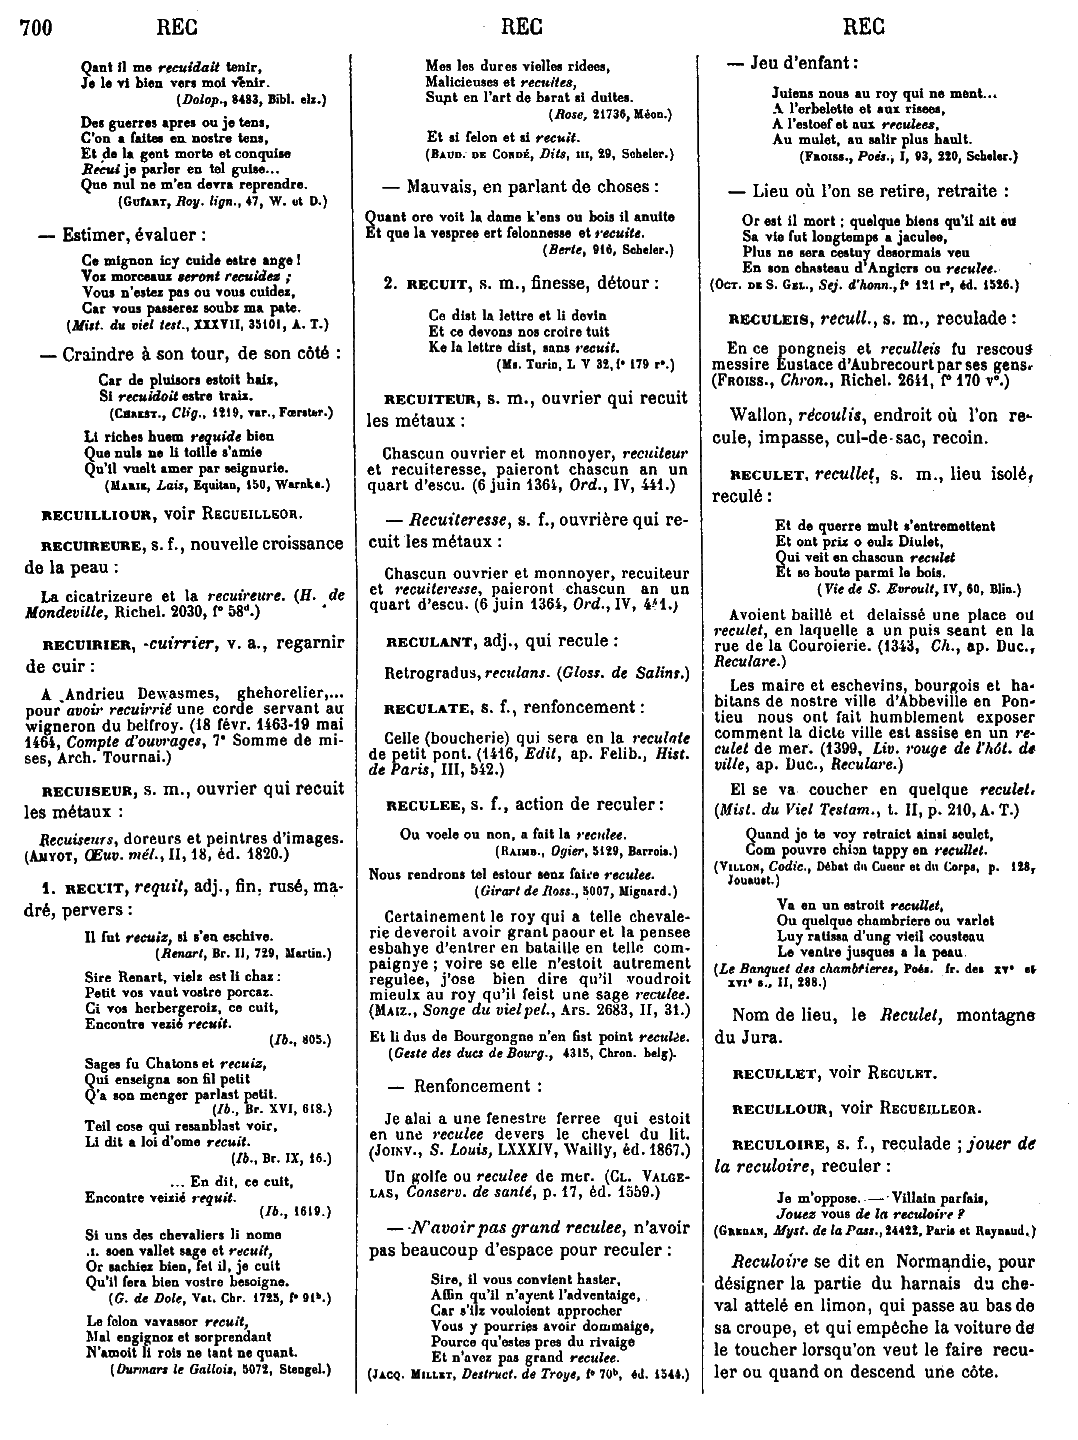 700 REC REC REC
Qant il me recuidait tenir,
Je le vi bien vers moi venir.
(Dolop., 8483, Bibl. elz.)
Des guerres apres ou je tens,
C'on a faites en nostre tens,
Et de la gent morte et conquise
Recui je parler en tel guise...
Que nul ne m'en devra reprendre.
(Guiart, Roy. lign., 47, W. et D.)
— Estimer, évaluer :
Ce mignon icy cuide estre ange !
Voz morceaux seront recuidez ;
Vous n'estez pas ou vous cuidez,
Car vous passerez soubz ma pate.
(Mist. du viel test., XXXVII, 35101, A. T.)
— Craindre à son tour, de son côté :
Car de pluisors estoit haiz,
Si recuidoit estre traiz.
(Chrest., Clig., 1219, var., Fœrster.)
Li riches huem requide bien
Que nuls ne li toille s'amie
Qu'il vuelt amer par seignurie.
(Marie, Lais, Equitan, 150, Warnke.)
RECUILLIOUR, voir Recueilleor.
RECUIREURE, s. f., nouvelle croissance
de la peau :
La cicatrizeure et la recuireure. (H. de
Mondeville, Richel. 2030, f° 58d.)
RECUIRIER, -cuirrier, v. a., regarnir
de cuir :
A Andrieu Dewasmes, ghehorelier,...
pour avoir recuirrié une corde servant au
wigneron du belfroy. (18 févr. 1463-19 mai
1464, Compte d'ouvrages, 7e Somme de mi-
ses, Arch. Tournai.)
RECUISEUR, s. m., ouvrier qui recuit
les métaux :
Recuiseurs, doreurs et peintres d'images.
(Amyot, Œuv. mél., II, 18, éd. 1820.)
1. RECUIT, requit, adj., fin, rusé, ma-
dré, pervers :
Il fut recuiz, si s'en eschive.
(Renart, Br. II, 729, Martin.)
Sire Renart, vielz est li chaz :
Petit vos vaut vostre porcaz.
Ci vos herbergeroiz, ce cuit,
Encontre vezié recuit.
(Ib., 805.)
Sages fu Chatons et recuiz,
Qui enseigna son fil petit
Q'a son menger parlast petit.
(Ib., Br. XVI, 618.)
Teil cose qui resanblast voir,
Li dit a loi d'ome recuit.
(Ib., Br. IX, 16.)
... En dit, ce cuit,
Encontre veizié requit.
(Ib., 1619.)
Si uns des chevaliers li nome
.I. soen vallet sage et recuit,
Or sachiez bien, fet il, je cuit
Qu'il fera bien vostre besoigne.
(G. de Dole, Vat. Chr. 1725, f° 91b.)
Le felon vavassor recuit,
Mal engignoz et sorprendant
N'amoit li rois ne tant ne quant.
(Durmars le Gallois, 5072, Stengel.)
Mes les dures vielles ridees,
Malicieuses et recuites,
Sunt en l'art de barat si duites.
(Rose, 21736, Méon.)
Et si felon et si recuit.
(Baud. de Condé, Dits, III, 29, Scheler.)
— Mauvais, en parlant de choses :
Quant ore voit la dame k'ens ou bois il anuite
Et que la vespree ert felonnesse et recuite.
(Berte, 916, Scheler.)
2. RECUIT, s. m., finesse, détour :
Ce dist la lettre et li devin
Et ce devons nos croire tuit
Ke la lettre dist, sans recuit.
(Ms. Turin, L V 32, f° 179 r°.)
RECUITEUR, s. m., ouvrier qui recuit
les métaux :
Chascun ouvrier et monnoyer, recuiteur
et recuiteresse, paieront chascun an un
quart d'escu. (6 juin 1364, Ord., IV, 441.)
— Recuiteresse, s. f., ouvrière qui re-
cuit les métaux :
Chascun ouvrier et monnoyer, recuiteur
et recuiteresse, paieront chascun an un
quart d'escu. (6 juin 1364, Ord., IV, 441.)
RECULANT, adj., qui recule :
Retrogradus, reculans. (Gloss. de Salins.)
RECULATE, s. f., renfoncement :
Celle (boucherie) qui sera en la reculate
de petit pont. (1416, Edit, ap. Felib., Hist.
de Paris, III, 542.)
RECULEE, s. f., action de reculer :
Ou voele ou non, a fait la reculee.
(Raimb., Ogier, 5129, Barrois.)
Nous rendrons tel estour senz faire reculee.
(Girart de Ross., 5007, Mignard.)
Certainement le roy qui a telle chevale-
rie deveroit avoir grant paour et la pensee
esbahye d'entrer en bataille en telle com-
paignye ; voire se elle n'estoit autrement
regulee, j'ose bien dire qu'il voudroit
mieulx au roy qu'il feist une sage reculee.
(Maiz., Songe du viel pel., Ars. 2683, II, 31.)
Et li dus de Bourgongne n'en fist point reculée.
(Geste des ducs de Bourg., 4315, Chron. belg).
— Renfoncement :
Je alai a une fenestre ferree qui estoit
en une reculee devers le chevel du lit.
(Joinv., S. Louis, LXXXIV, Wailly, éd. 1867.)
Un golfe ou reculee de mer. (Cl. Valge-
las, Conserv. de santé, p. 17, éd. 1559.)
— N'avoir pas grand reculee, n'avoir
pas beaucoup d'espace pour reculer :
Sire, il vous convient haster,
Affin qu'il n'ayent l'adventaige,
Car s'ilz vouloient approcher
Vous y pourries avoir dommaige,
Pource qu'estes pres du rivaige
Et n'avez pas grand reculee.
(Jacq. Millet, Destruct. de Troye, f° 70b, éd. 1544.)
— Jeu d'enfant :
Juiens nous au roy qui ne ment...
A l'erbelette et aux risees,
A l'estoef et aux reculees,
Au mulet, au salir plus hault.
(Froiss., Poés., I, 93, 220, Scheler.)
— Lieu où l'on se retire, retraite :
Or est il mort ; quelque biens qu'il ait eu
Sa vie fut longtemps a jaculee,
Plus ne sera cestuy desormais veu
En son chasteau d'Angiers ou reculee.
(Oct. de S. Gel., Sej. d'honn., f° 121 r°, éd. 1526.)
RECULEIS, recull., s. m., reculade :
En ce pongneis et reculleis fu rescous
messire Eustace d'Aubrecourt par ses gens.
(Froiss., Chron., Richel. 2641, f° 170 v°.)
Wallon, récoulis, endroit où l'on re-
cule, impasse, cul-de-sac, recoin.
RECULET, recullet, s. m., lieu isolé,
reculé :
Et de querre mult s'entremettent
Et ont prix o eulx Diulet,
Qui veit en chascun reculet
Et se boute parmi le bois.
(Vie de S. Evroult, IV, 60, Blin.)
Avoient baillé et delaissé une place ou
reculet, en laquelle a un puis seant en la
rue de la Couroierie. (1343, Ch., ap. Duc.,
Reculare.)
Les maire et eschevins, bourgois et ha-
bitans de nostre ville d'Abbeville en Pon-
tieu nous ont fait humblement exposer
comment la dicte ville est assise en un re-
culet de mer. (1399, Liv. rouge de l'hôt. de
ville, ap. Duc., Reculare.)
El se va coucher en quelque reculet.
(Mist. du Viel Testam., t. II, p. 210, A. T.)
Quand je te voy retraict ainsi seulet,
Com pouvre chien tappy en recullet.
(Villon, Codic., Débat du Cueur et du Corps, p. 128,
Jouaust.)
Va en un estroit recullet,
Ou quelque chambriere ou varlet
Luy ratissa d'ung vieil cousteau
Le ventre jusques a la peau.
(Le Banquet des chambrieres, Poés. fr. des XVe et
XVIe s., II, 288.)
Nom de lieu, le Reculet, montagne
du Jura.
RECULLET, voir Reculet.
RECULLOUR, voir Recueilleor.
RECULOIRE, s. f., reculade ; jouer de
la reculoire, reculer :
Je m'oppose. — Villain parfais,
Jouez vous de la reculoire ?
(Greban, Myst. de la Pass., 24422, Paris et Raynaud.)
Reculoire se dit en Normandie, pour
désigner la partie du harnais du che-
val attelé en limon, qui passe au bas de
sa croupe, et qui empêche la voiture de
le toucher lorsqu'on veut le faire recu-
ler ou quand on descend une côte.